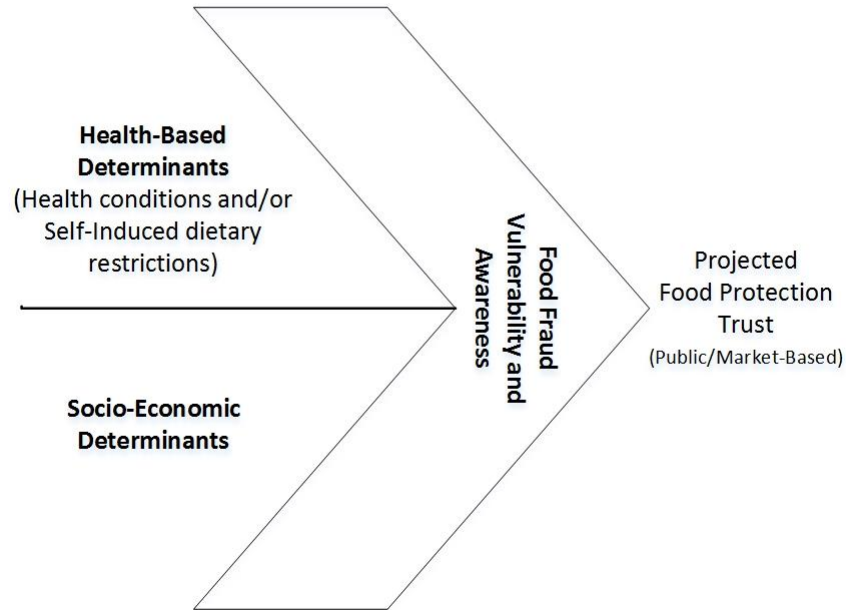 Health-Based
Determinants
(Health conditions and/or
Self-Induced dietary
restrictions)
Socio-Economic
Determinants
Food Fraud
Vulnerability and
Awareness
Projected
Food Protection
Trust
(Public/Market-Based)